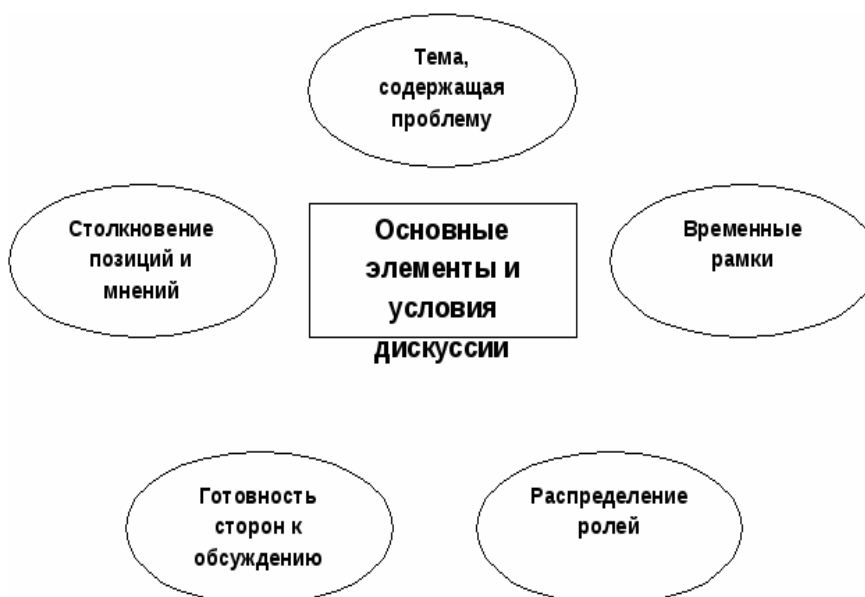 Тема,
содержащая
проблему
Столкновение
позиций и
мнений
Основные
элементы и
условия
дискуссии
Временные
рамки
Готовность
сторон к
обсуждению
Распределение
ролей